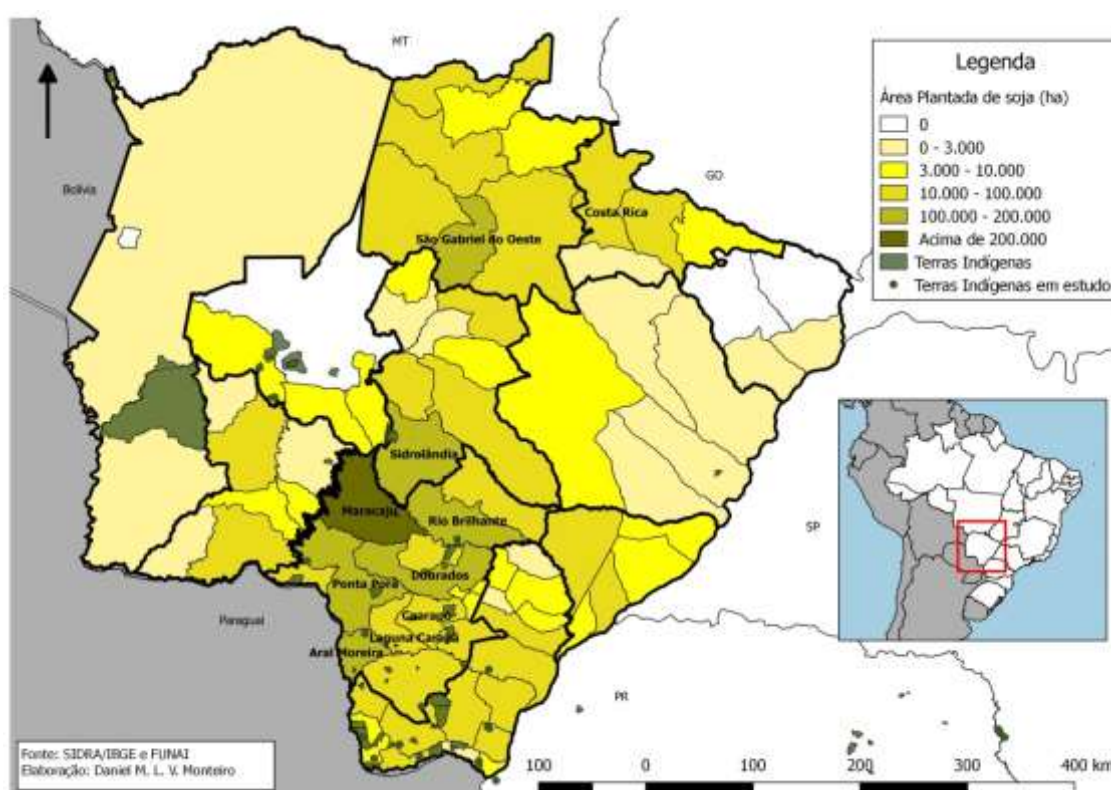 MT
Bolívia
GO
São Gabriel do Oeste
Costa Rica
Sidrolândia
Maracaju
Rio Brilhante
Ponta Porã
Dourados
Caarapó
Laguna Carapã
Aral Moreira
Paraguai
SP
PR
Legenda
Área Plantada de soja (ha)
0
0 - 3.000
3.000 - 10.000
10.000 - 100.000
100.000 - 200.000
Acima de 200.000
Terras Indígenas
Terras Indígenas em estudo
Fonte: SIDRA/IBGE e FUNAI
Elaboração: Daniel M. L. V. Monteiro
100 0 100 200 300 400 km